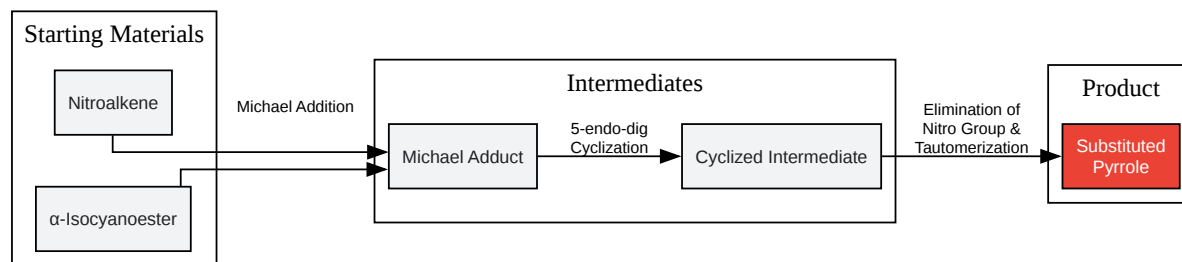 Starting Materials
Nitroalkene
α-Isocyanoester
Michael Addition
Intermediates
Michael Adduct
5-endo-dig
Cyclization
Cyclized Intermediate
Elimination of
Nitro Group &
Tautomerization
Product
Substituted
Pyrrole